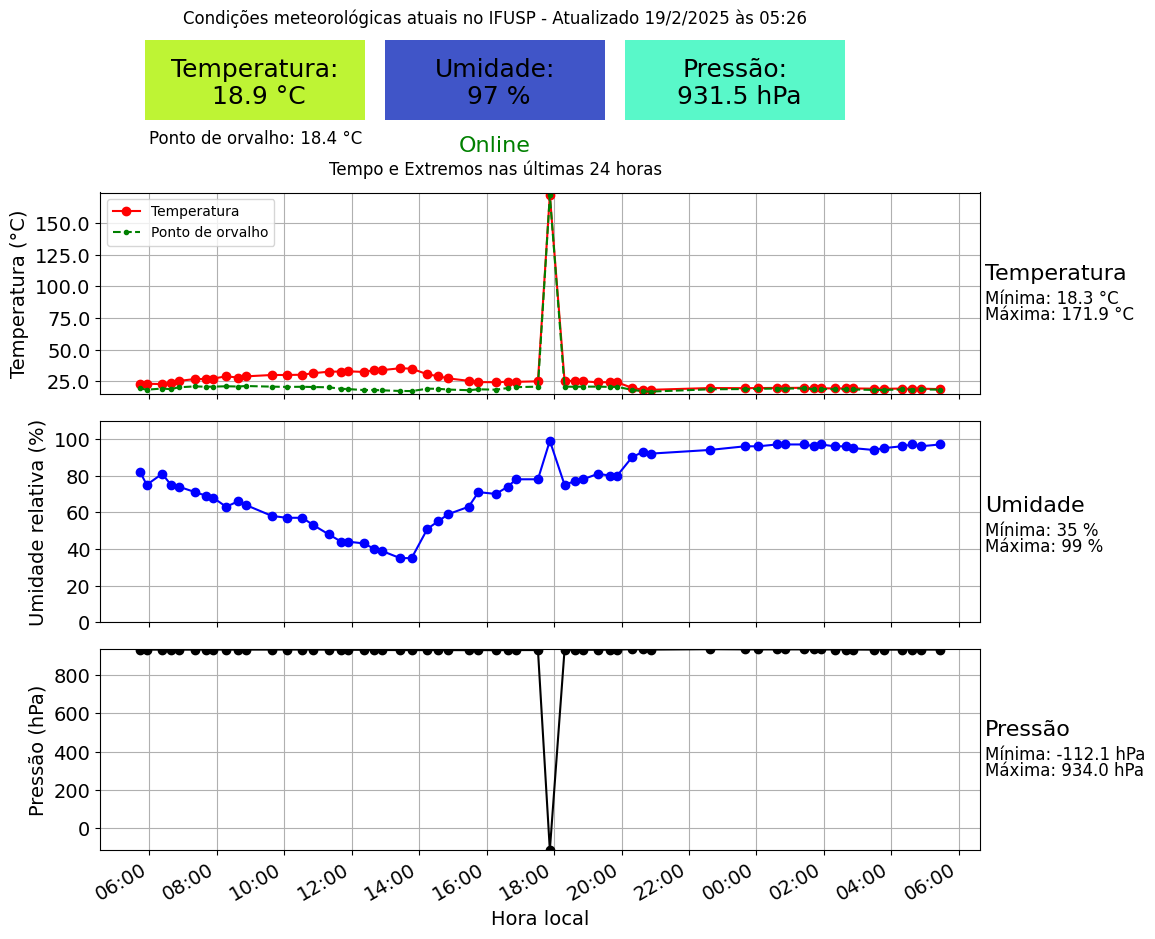 Condições meteorológicas atuais no IFUSP - Atualizado 19/2/2025 às 05:26
Temperatura:
18.9 °C
Umidade:
97 %
Pressão:
931.5 hPa
Ponto de orvalho: 18.4 °C
Online
Tempo e Extremos nas últimas 24 horas
Temperatura (°C)
150.0
125.0
100.0
75.0
50.0
25.0
Temperatura
Ponto de orvalho
Temperatura
Mínima: 18.3 °C
Máxima: 171.9 °C
Umidade relativa (%)
100
80
60
40
20
0
Umidade
Mínima: 35 %
Máxima: 99 %
Pressão (hPa)
800
600
400
200
0
Pressão
Mínima: -112.1 hPa
Máxima: 934.0 hPa
06:00 08:00 10:00 12:00 14:00 16:00 18:00 20:00 22:00 00:00 02:00 04:00 06:00
Hora local